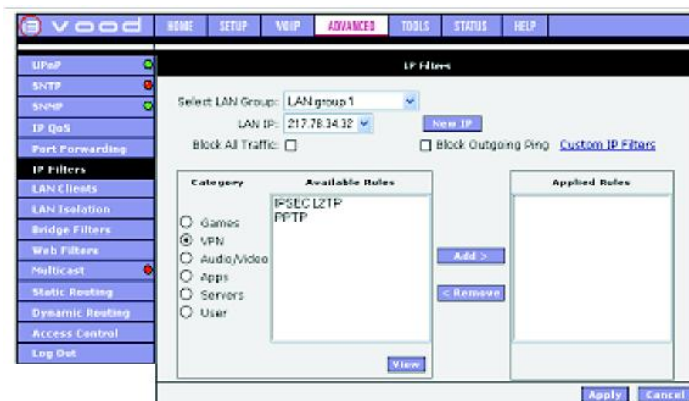 vood HOME SETUP VOIP ADVANCED TOOLS STATUS HELP
UPnP
SNTP
SNMP
IP QoS
Port Forwarding
IP Filters
LAN Clients
LAN Isolation
Bridge Filters
Web Filters
Multicast
Static Routing
Dynamic Routing
Access Control
Log Out
IP Filters
Select LAN Group: LAN group 1
LAN IP: 217.78.34.32 New IP
Block All Traffic: Block Outgoing Ping Custom IP Filters
Category Available Rules Applied Rules
Games
VPN
Audio/Video
Apps
Servers
User
IPSEC L2TP
PPTP
Add >
< Remove
View
Apply Cancel